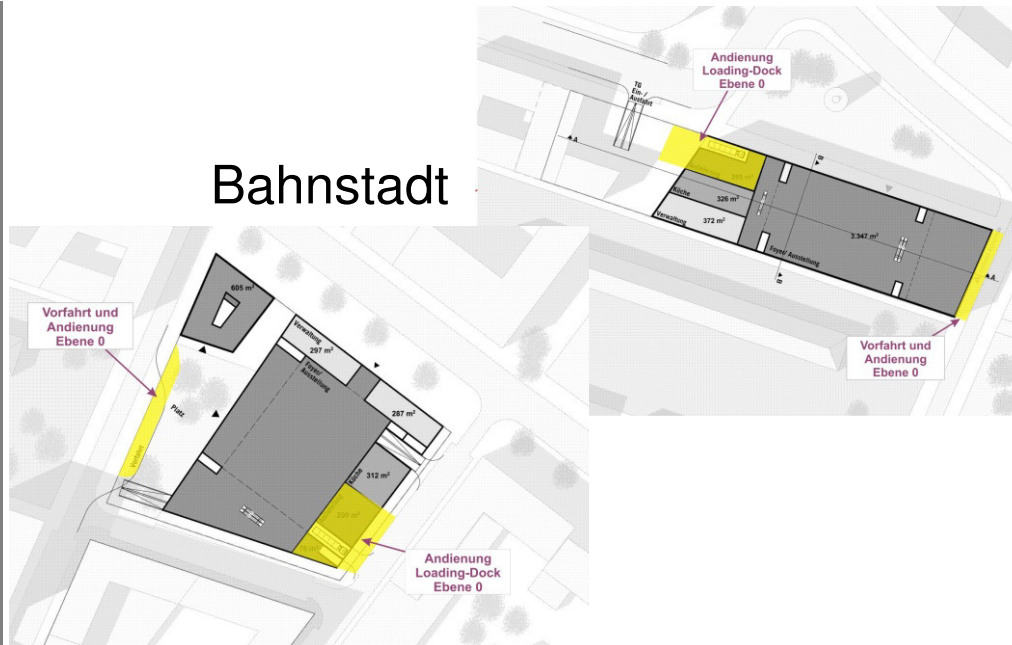 Bahnstadt
Andienung
Loading-Dock
Ebene 0
TG
Ein- /
Ausfahrt
A
B
Küche
326 m²
Verwaltung
372 m²
3.347 m²
Foyer/ Ausstellung
A
B
Vorfahrt und
Andienung
Ebene 0
605 m²
Vorfahrt und
Andienung
Ebene 0
Verwaltung
297 m²
Foyer/
Ausstellung
287 m²
Platz
Vorfahrt
Küche
312 m²
Andienung
Loading-Dock
Ebene 0